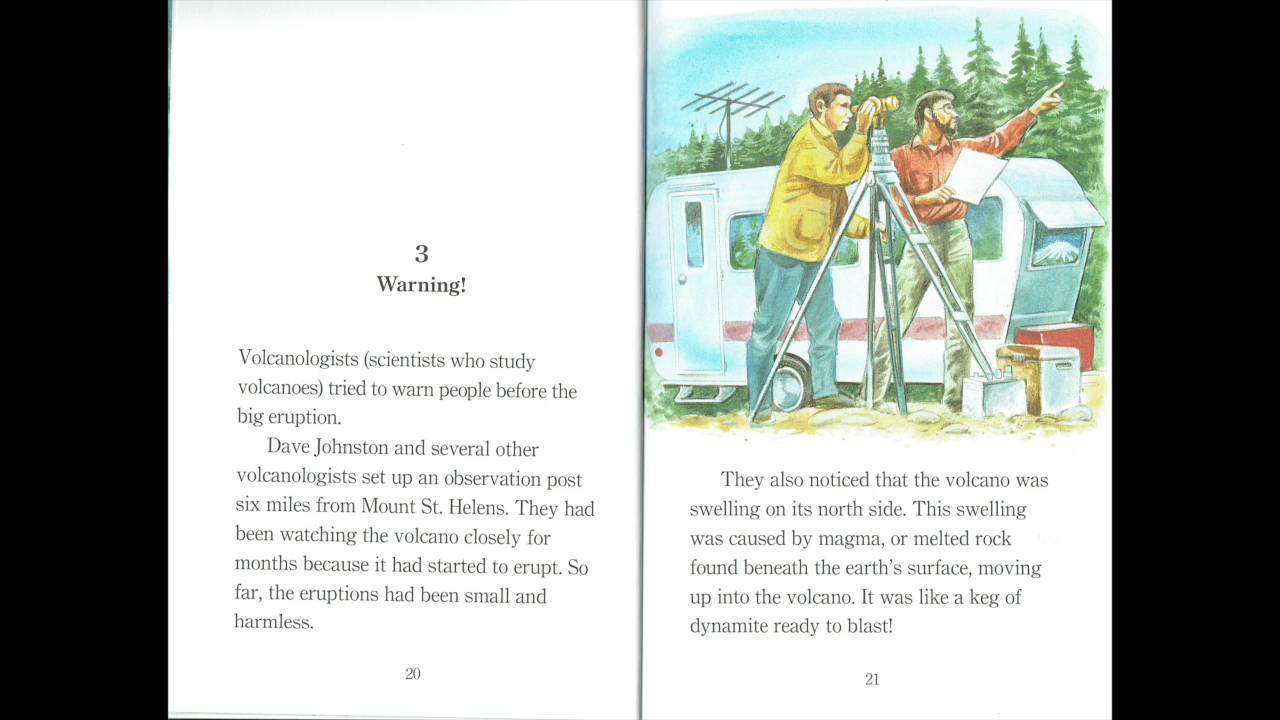 3
Warning!
Volcanologists (scientists who study
volcanoes) tried to warn people before the
big eruption.
Dave Johnston and several other
volcanologists set up an observation post
six miles from Mount St. Helens. They had
been watching the volcano closely for
months because it had started to erupt. So
far, the eruptions had been small and
harmless.
20
They also noticed that the volcano was
swelling on its north side. This swelling
was caused by magma, or melted rock
found beneath the earth's surface, moving
up into the volcano. It was like a keg of
dynamite ready to blast!
21